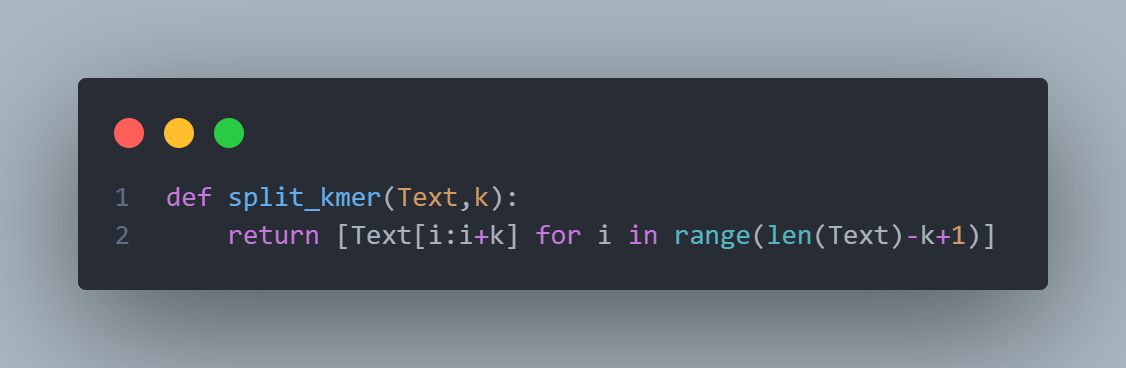 1 def split_kmer(Text,k):
2     return [Text[i:i+k] for i in range(len(Text)-k+1)]